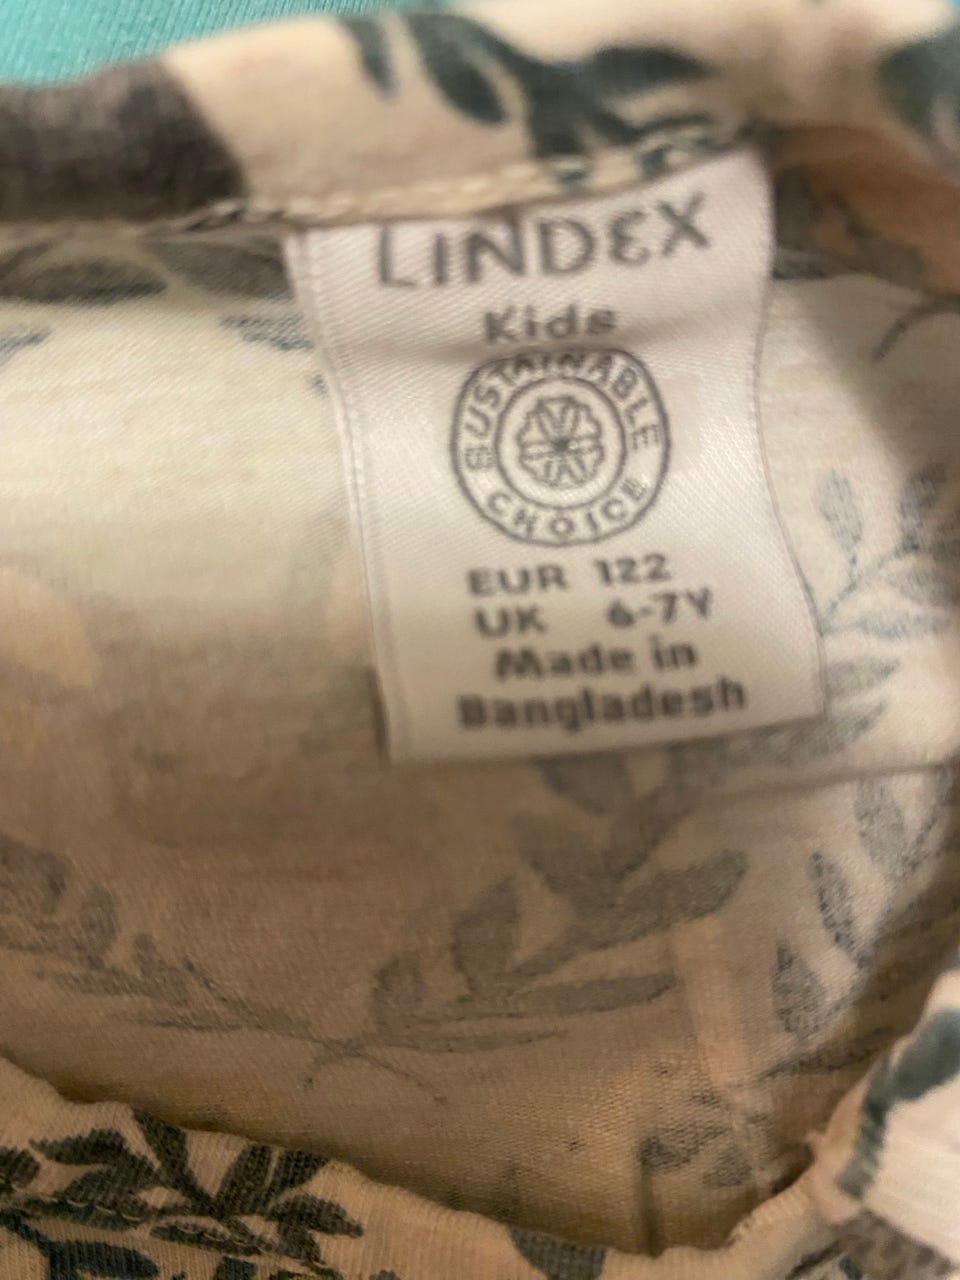 LINDEX
Kids
SUSTAINABLE
CHOICE
EUR 122
UK 6-7Y
Made in
Bangladesh